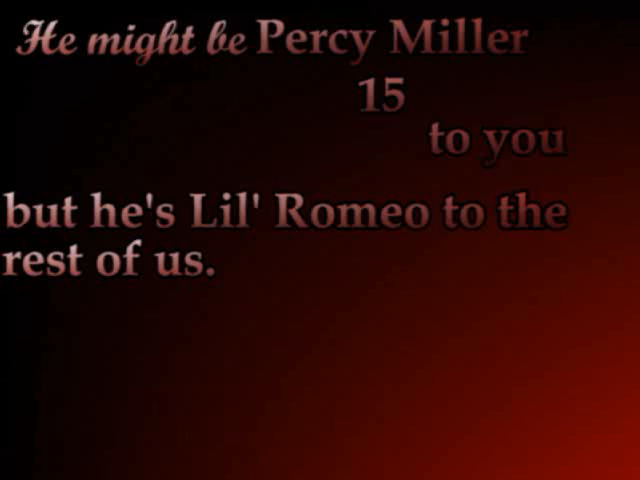 He might be Percy Miller
15
to you
but he's Lil' Romeo to the
rest of us.